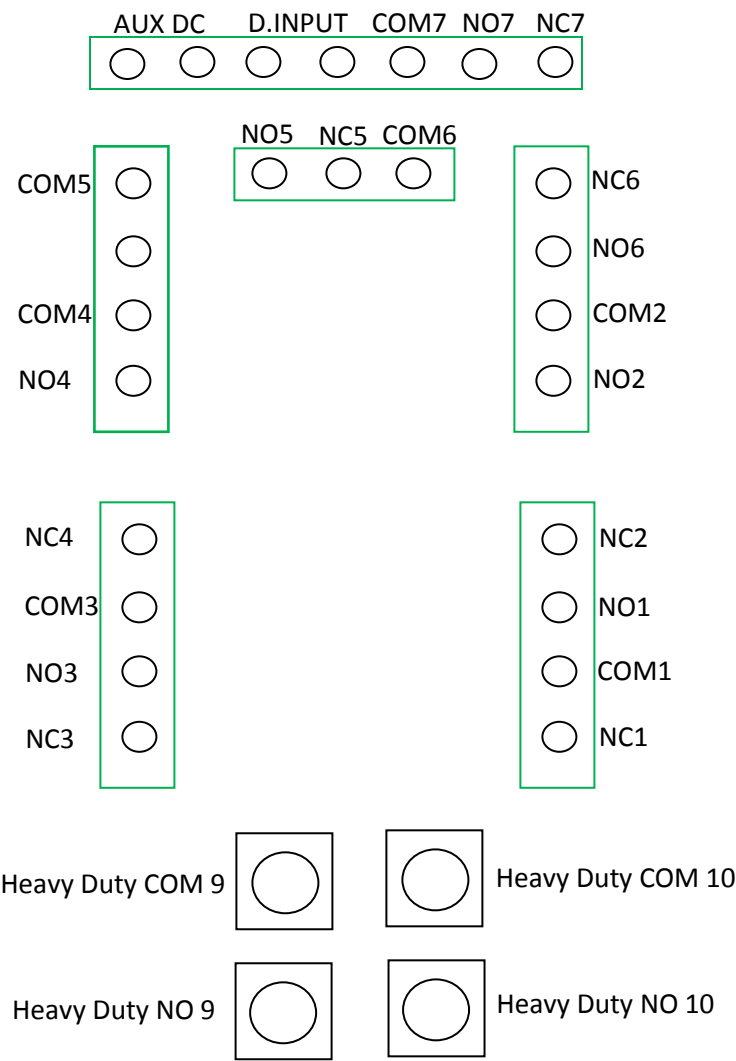 AUX DC D.INPUT COM7 NO7 NC7
NO5 NC5 COM6
COM5
NC6
NO6
COM4
COM2
NO4
NO2
NC4
NC2
COM3
NO1
NO3
COM1
NC3
NC1
Heavy Duty COM 9
Heavy Duty COM 10
Heavy Duty NO 9
Heavy Duty NO 10